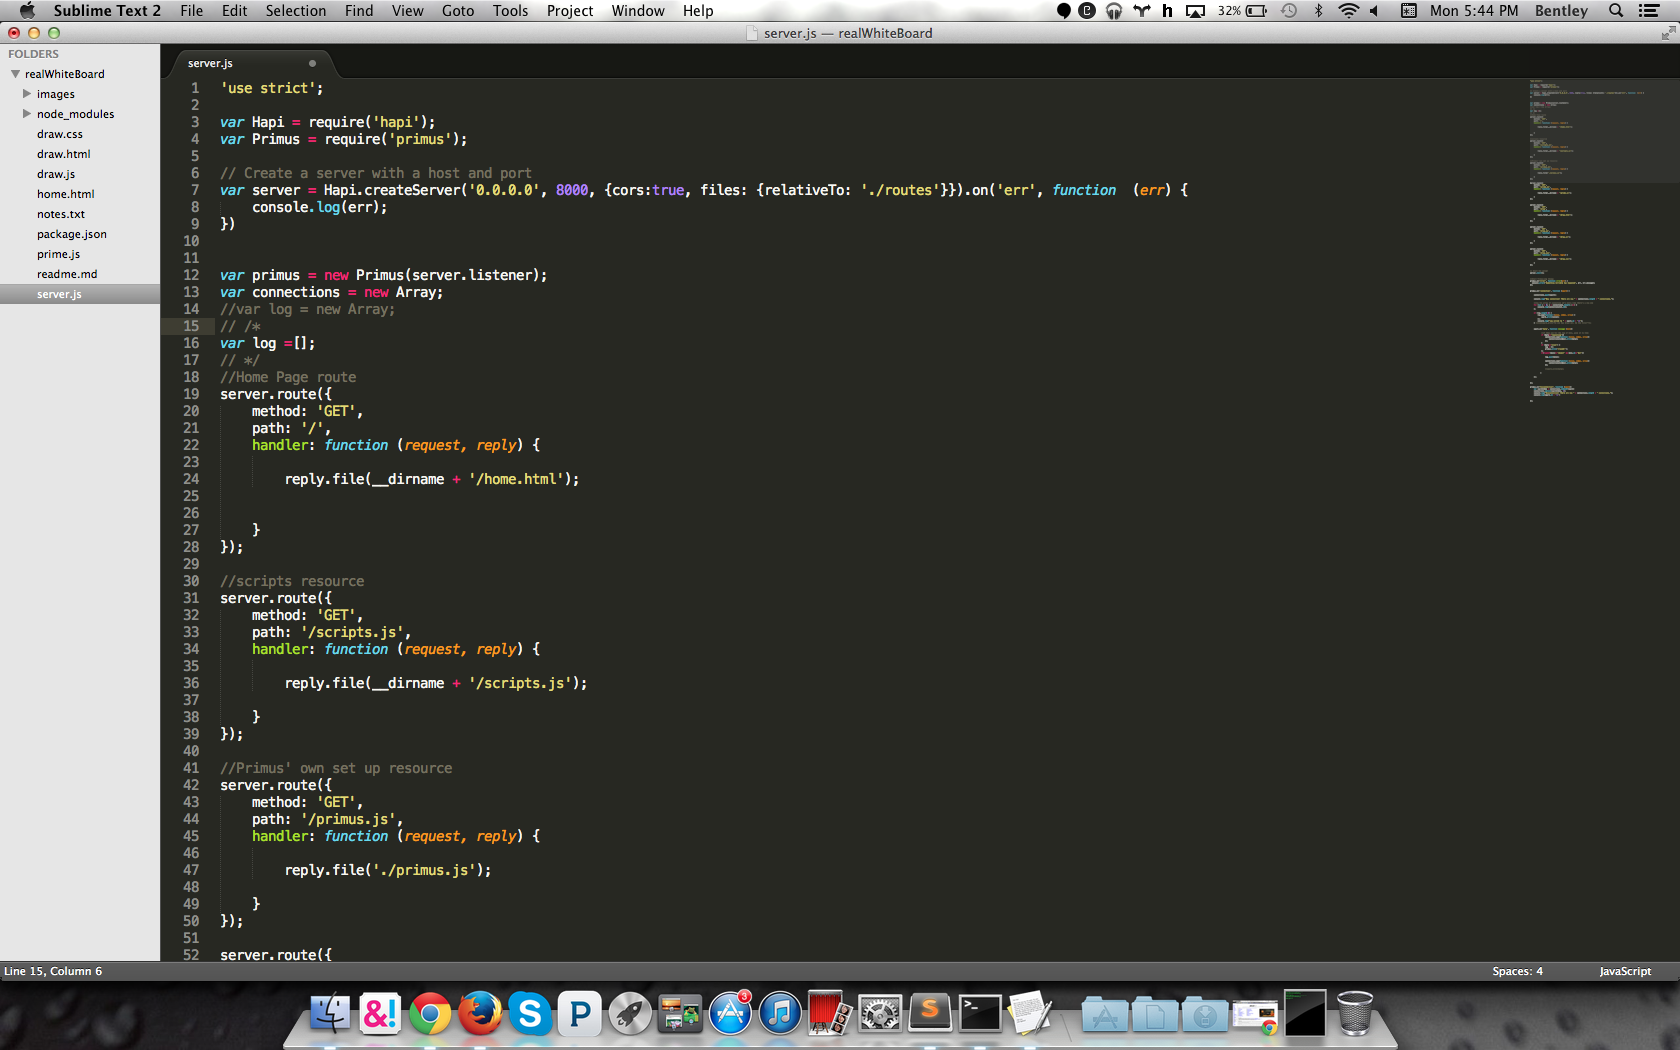 Sublime Text 2 File Edit Selection Find View Goto Tools Project Window Help 32% Mon 5:44 PM Bentley
server.js — realWhiteBoard
FOLDERS
realWhiteBoard
images
node_modules
draw.css
draw.html
draw.js
home.html
notes.txt
package.json
prime.js
readme.md
server.js
server.js
1 'use strict';
2
3 var Hapi = require('hapi');
4 var Primus = require('primus');
5
6 // Create a server with a host and port
7 var server = Hapi.createServer('0.0.0.0', 8000, {cors:true, files: {relativeTo: './routes'}}).on('err', function  (err) {
8     console.log(err);
9 })
10
11
12 var primus = new Primus(server.listener);
13 var connections = new Array;
14 //var log = new Array;
15 // /*
16 var log =[];
17 // */
18 //Home Page route
19 server.route({
20     method: 'GET',
21     path: '/',
22     handler: function (request, reply) {
23
24         reply.file(__dirname + '/home.html');
25
26
27     }
28 });
29
30 //scripts resource
31 server.route({
32     method: 'GET',
33     path: '/scripts.js',
34     handler: function (request, reply) {
35
36         reply.file(__dirname + '/scripts.js');
37
38     }
39 });
40
41 //Primus' own set up resource
42 server.route({
43     method: 'GET',
44     path: '/primus.js',
45     handler: function (request, reply) {
46
47         reply.file('./primus.js');
48
49     }
50 });
51
52 server.route({
Line 15, Column 6 Spaces: 4 JavaScript
&! S P 3 S >_